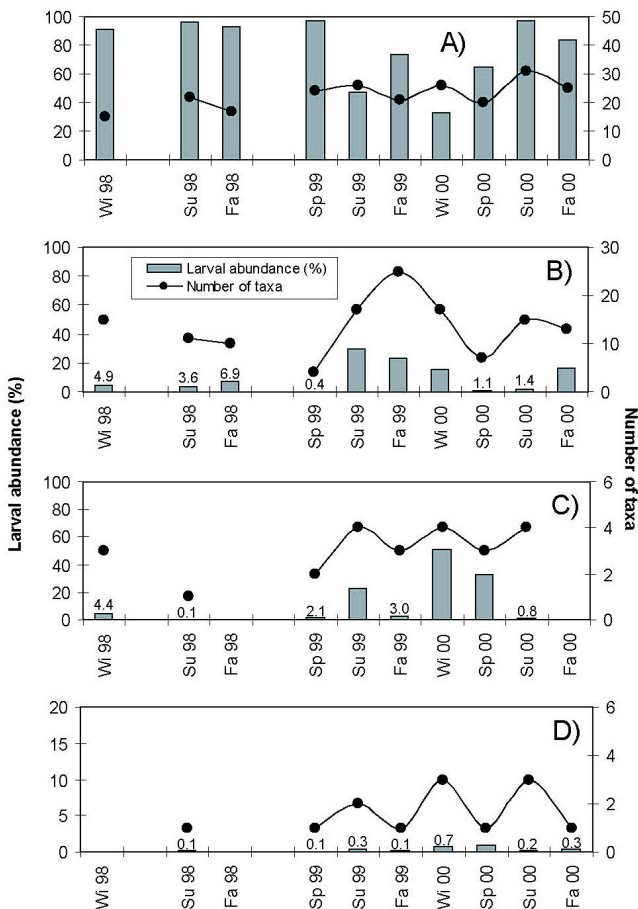 100 50
A)
80 40
60 30
40 20
20 10
0 0
Wi 98 Su 98 Fa 98 Sp 99 Su 99 Fa 99 Wi 00 Sp 00 Su 00 Fa 00
100 30
B)
Larval abundance (%)
Number of taxa
80
60 20
40 10
20
4.9 3.6 6.9 0.4 1.1 1.4
0 0
Wi 98 Su 98 Fa 98 Sp 99 Su 99 Fa 99 Wi 00 Sp 00 Su 00 Fa 00
Larval abundance (%)
Number of taxa
100 6
C)
80
60 4
40 2
20
4.4 0.1 2.1 3.0 0.8
0 0
Wi 98 Su 98 Fa 98 Sp 99 Su 99 Fa 99 Wi 00 Sp 00 Su 00 Fa 00
20 6
D)
15 4
10
5 2
0.1 0.1 0.3 0.1 0.7 0.2 0.3
0 0
Wi 98 Su 98 Fa 98 Sp 99 Su 99 Fa 99 Wi 00 Sp 00 Su 00 Fa 00